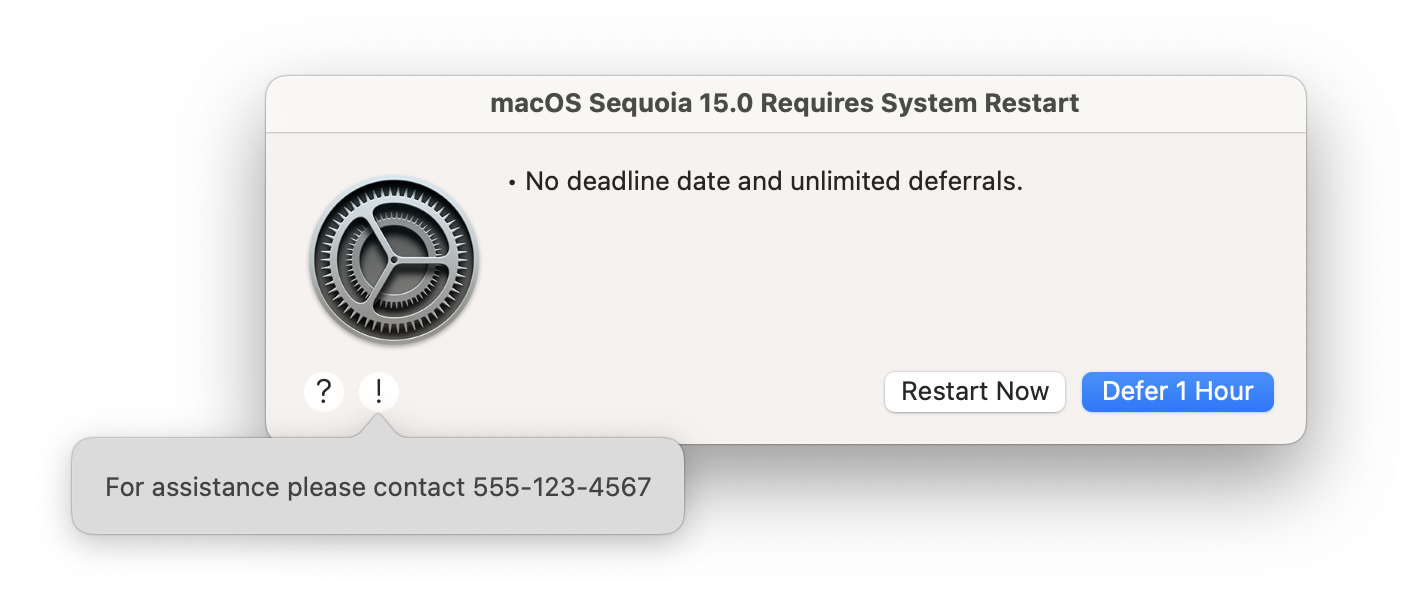 macOS Sequoia 15.0 Requires System Restart
• No deadline date and unlimited deferrals.
? !
Restart Now
Defer 1 Hour
For assistance please contact 555-123-4567